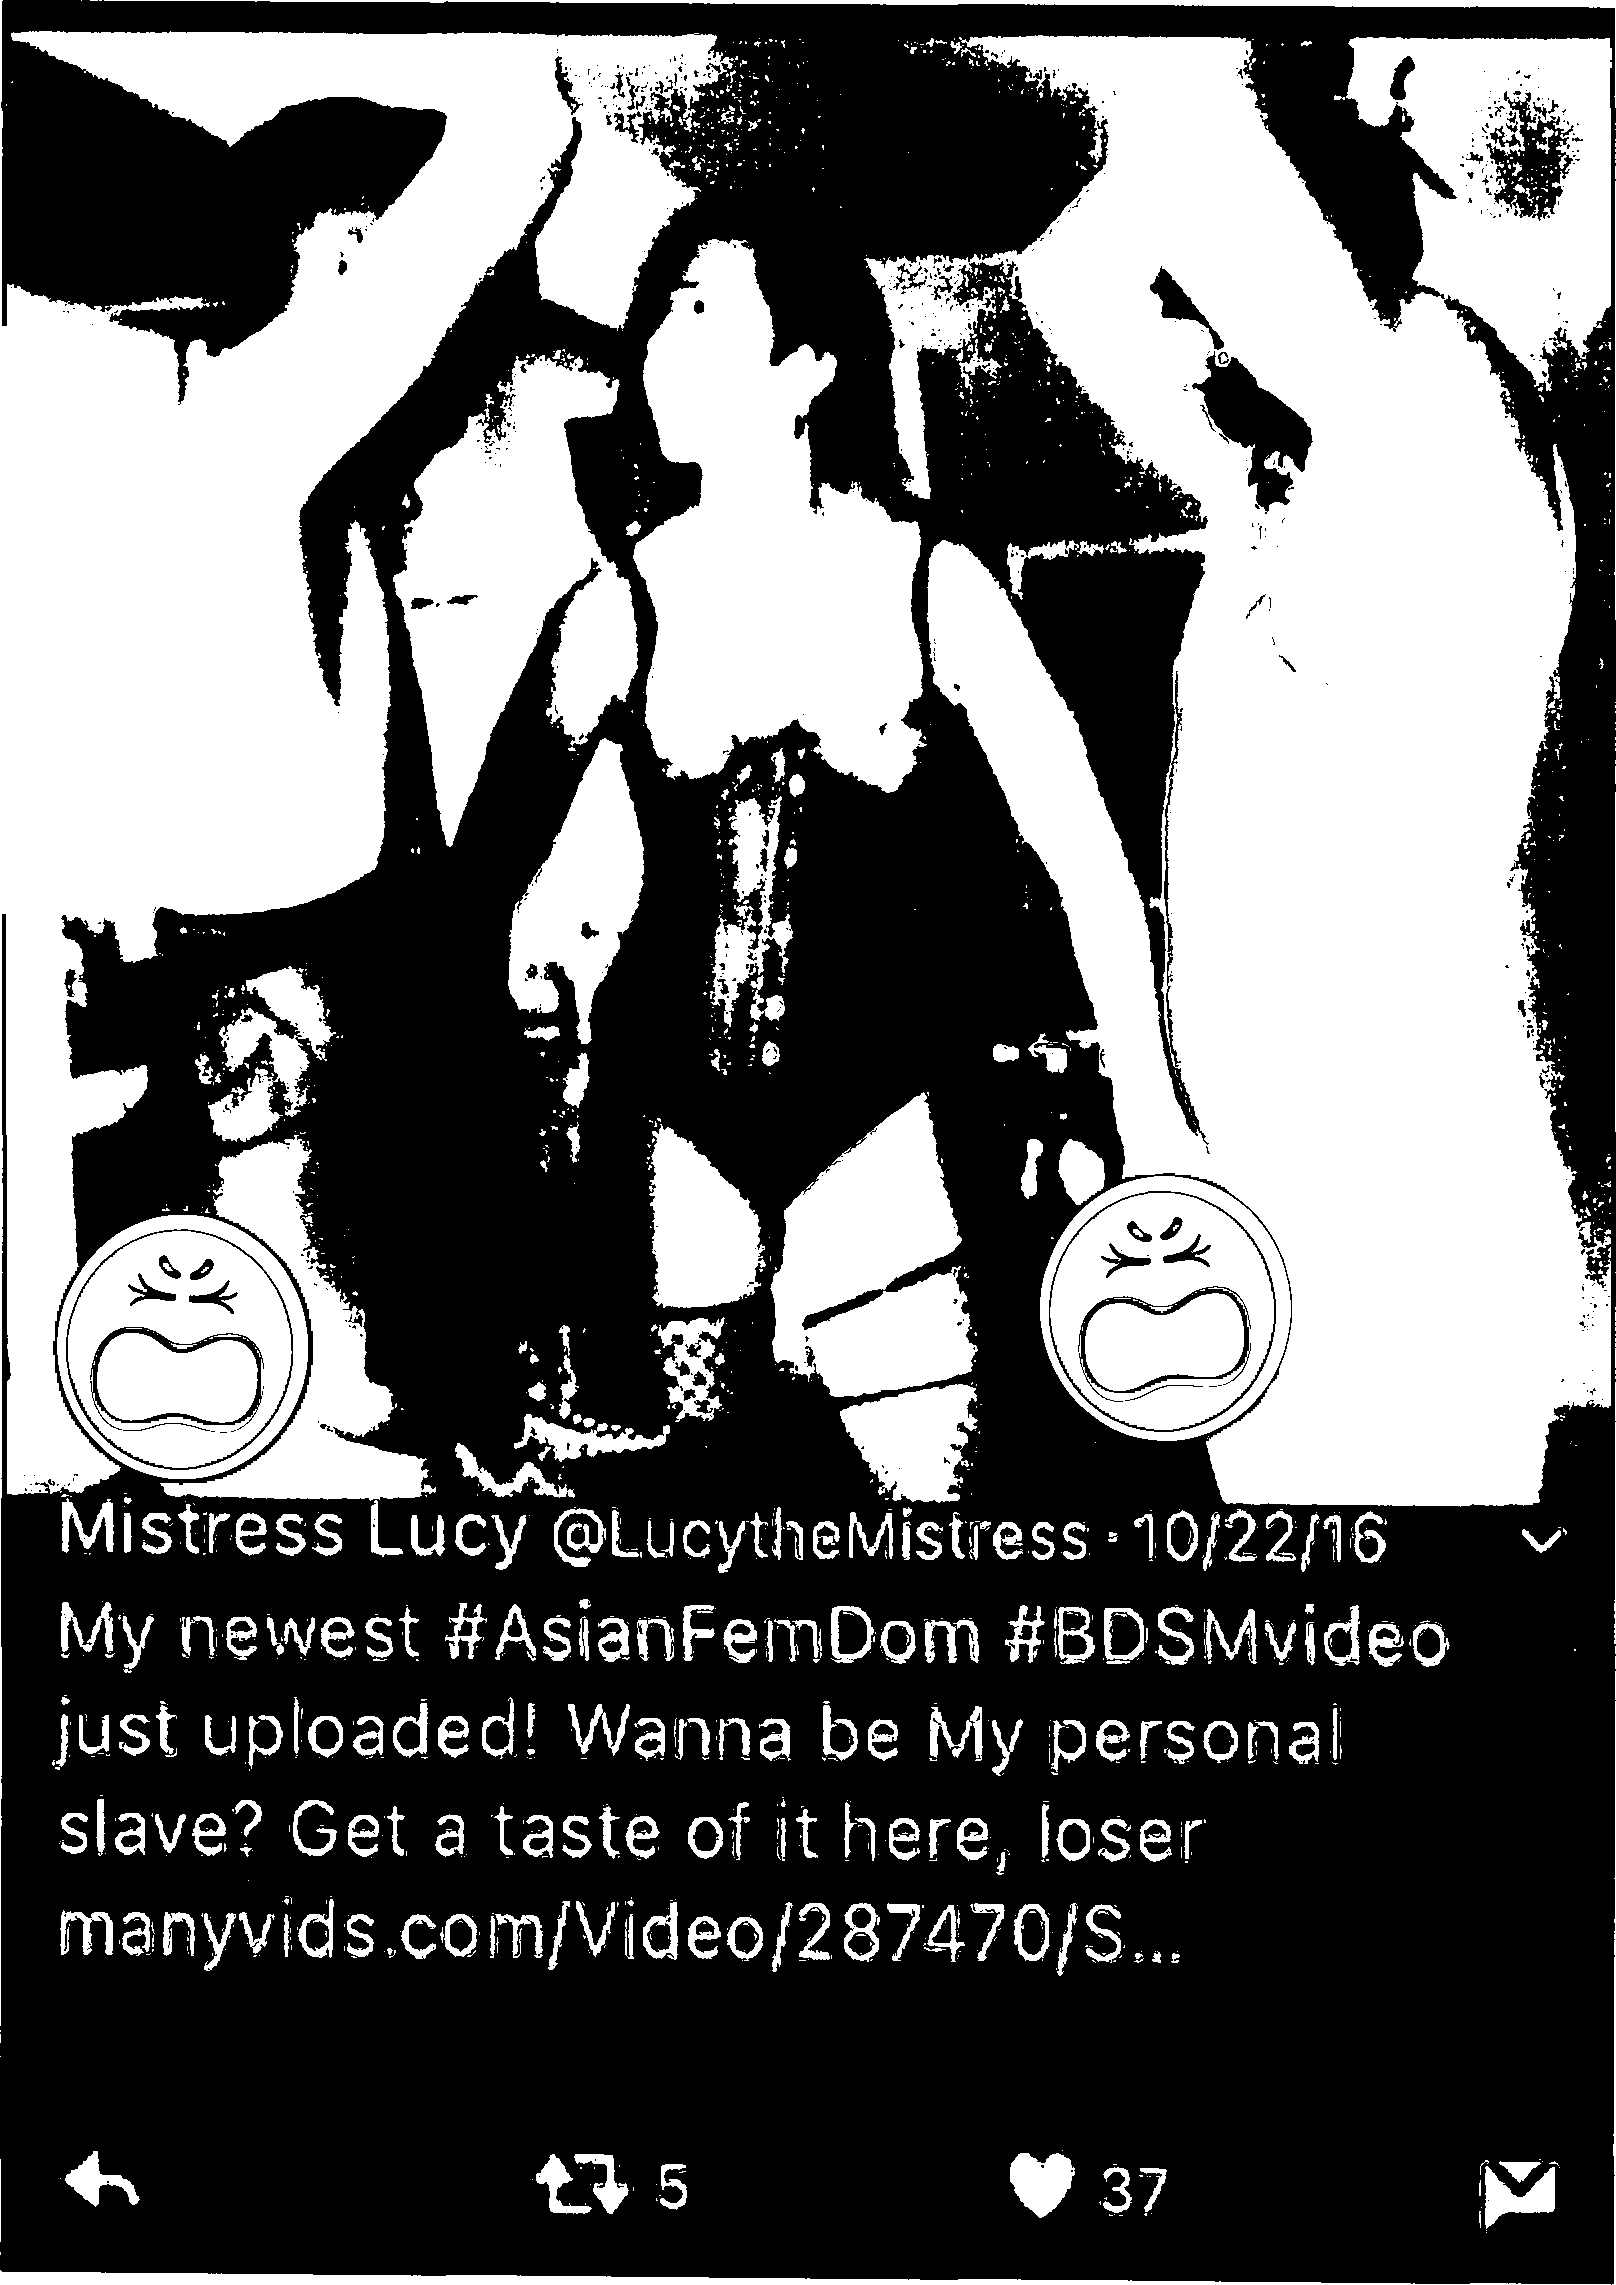 Mistress Lucy @LucytheMistress · 10/22/16
My newest #AsianFemDom #BDSMvideo
just uploaded! Wanna be My personal
slave? Get a taste of it here, loser
manyvids.com/Video/287470/S...
5 37